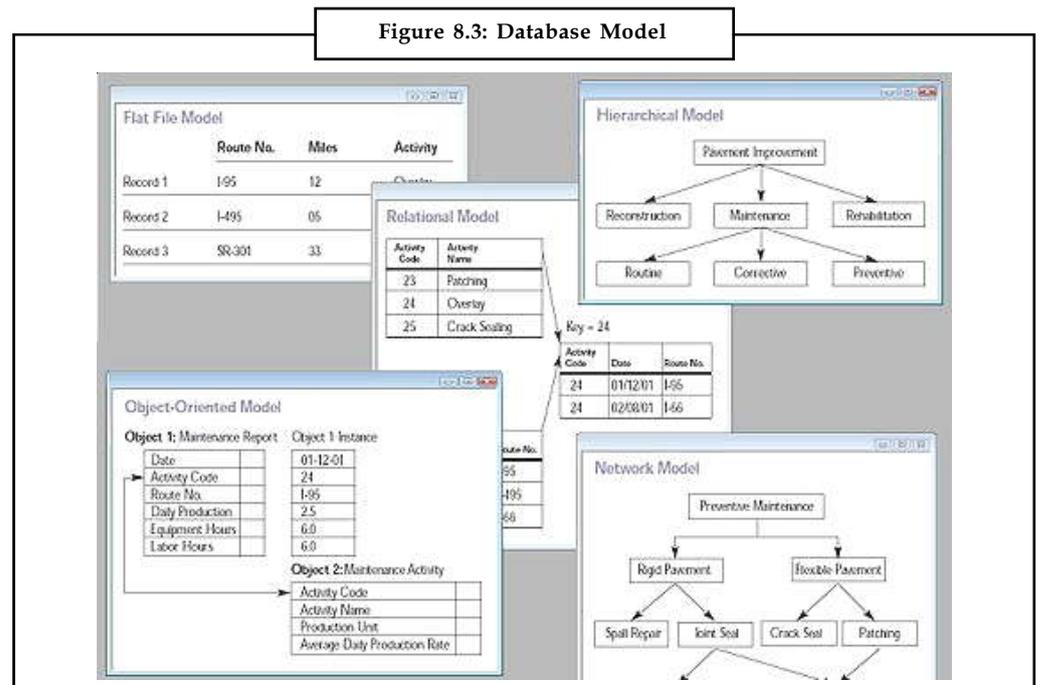 Figure 8.3: Database Model
Flat File Model
Route No. Miles Activity
Record 1 I-95 12
Record 2 I-495 05
Record 3 SR-301 33
Hierarchical Model
Pavement Improvement
Reconstruction Maintenance Rehabilitation
Routine Corrective Preventive
Relational Model
Activity Code Activity Name
23 Patching
24 Overlay
25 Crack Sealing
Key = 24
Activity Code Date Route No.
24 01/12/01 I-95
24 02/08/01 I-66
Route No.
95
495
66
Object-Oriented Model
Object 1: Maintenance Report Object 1 Instance
Date 01-12-01
Activity Code 24
Route No. I-95
Daily Production 2.5
Equipment Hours 6.0
Labor Hours 6.0
Object 2: Maintenance Activity
Activity Code
Activity Name
Production Unit
Average Daily Production Rate
Network Model
Preventive Maintenance
Rigid Pavement Flexible Pavement
Spall Repair Joint Seal Crack Seal Patching